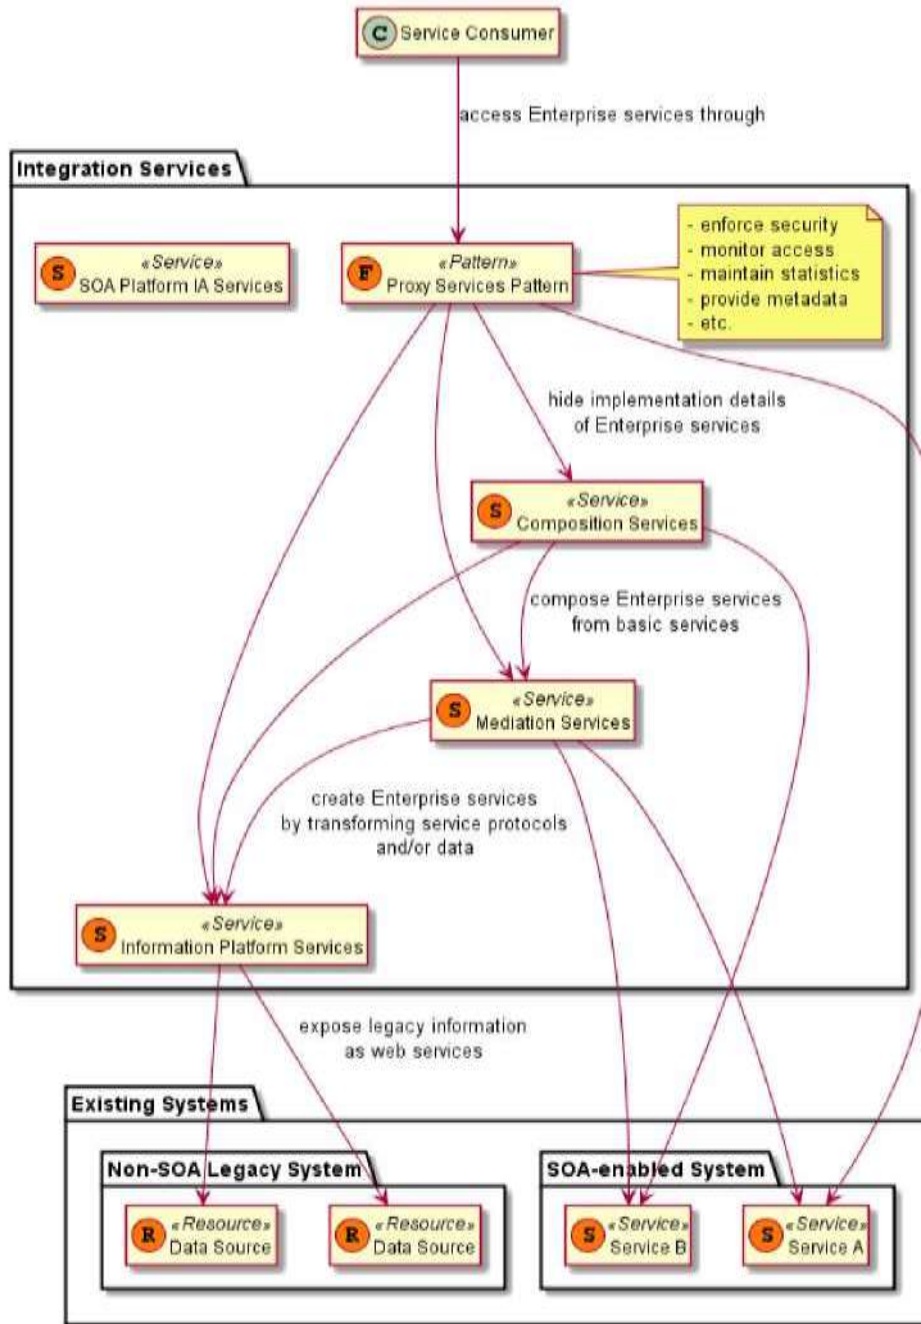 C Service Consumer
access Enterprise services through
Integration Services
S «Service»
SOA Platform IA Services
F «Pattern»
Proxy Services Pattern
- enforce security
- monitor access
- maintain statistics
- provide metadata
- etc.
hide implementation details
of Enterprise services
S «Service»
Composition Services
compose Enterprise services
from basic services
S «Service»
Mediation Services
create Enterprise services
by transforming service protocols
and/or data
S «Service»
Information Platform Services
expose legacy information
as web services
Existing Systems
Non-SOA Legacy System
R «Resource»
Data Source
R «Resource»
Data Source
SOA-enabled System
S «Service»
Service B
S «Service»
Service A